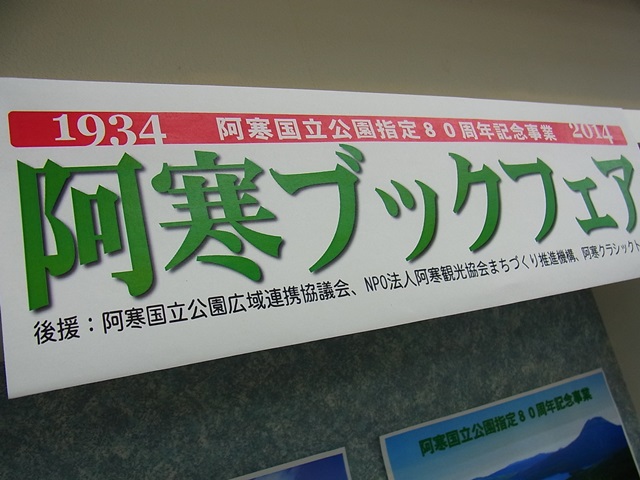 1934 阿寒国立公園指定８０周年記念事業 2014
阿寒ブックフェア
後援：阿寒国立公園広域連携協議会、NPO法人阿寒観光協会まちづくり推進機構、阿寒クラシックト
阿寒国立公園指定８０周年記念事業